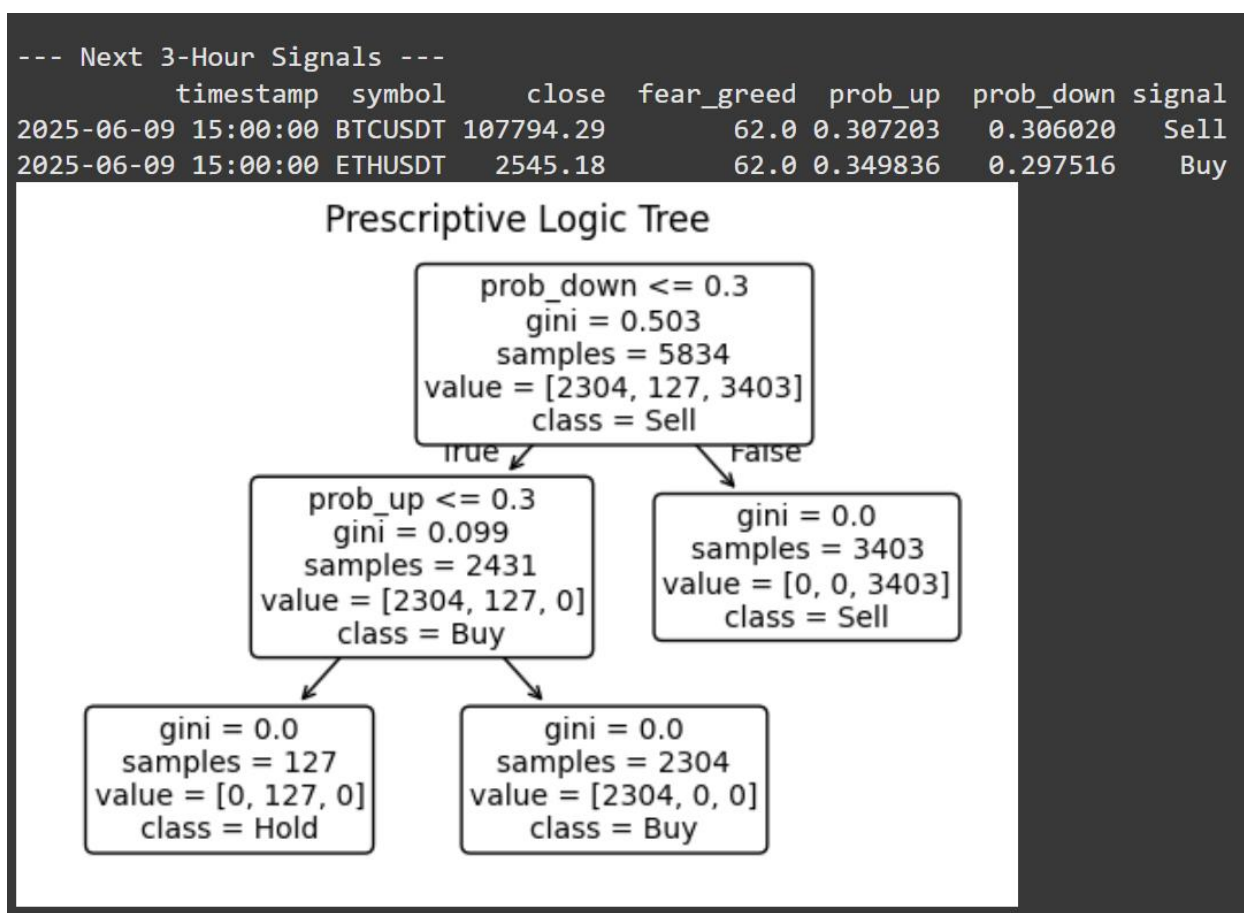 --- Next 3-Hour Signals ---
timestamp symbol close fear_greed prob_up prob_down signal
2025-06-09 15:00:00 BTCUSDT 107794.29 62.0 0.307203 0.306020 Sell
2025-06-09 15:00:00 ETHUSDT 2545.18 62.0 0.349836 0.297516 Buy
Prescriptive Logic Tree
prob_down <= 0.3
gini = 0.503
samples = 5834
value = [2304, 127, 3403]
class = Sell
True
False
prob_up <= 0.3
gini = 0.099
samples = 2431
value = [2304, 127, 0]
class = Buy
gini = 0.0
samples = 3403
value = [0, 0, 3403]
class = Sell
gini = 0.0
samples = 127
value = [0, 127, 0]
class = Hold
gini = 0.0
samples = 2304
value = [2304, 0, 0]
class = Buy